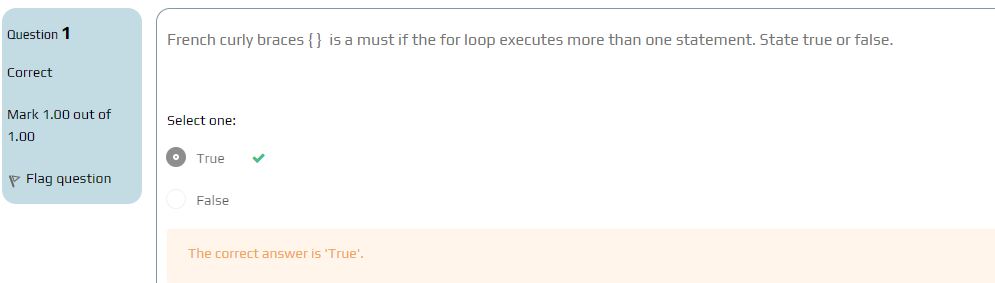 Question 1
Correct
Mark 1.00 out of
1.00
Flag question
French curly braces { } is a must if the for loop executes more than one statement. State true or false.
Select one:
True
False
The correct answer is 'True'.